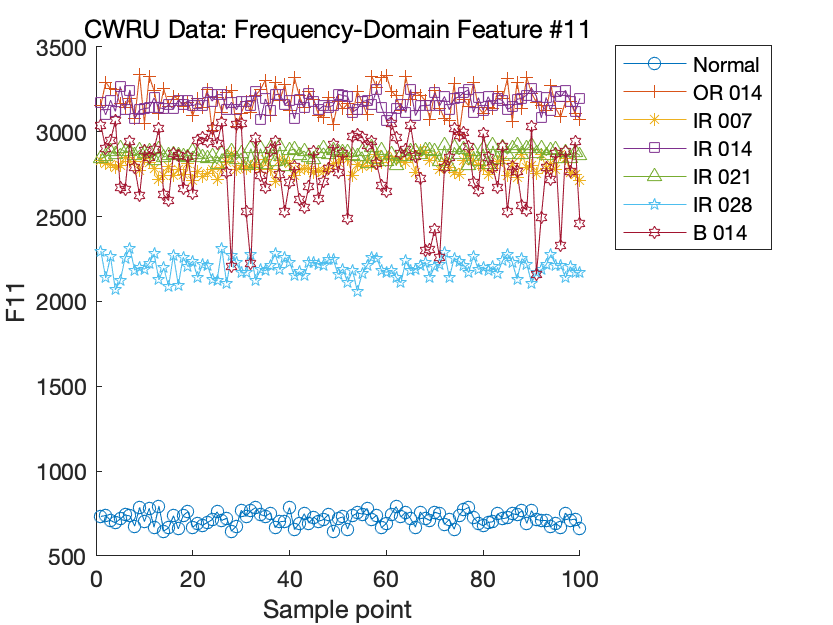 CWRU Data: Frequency-Domain Feature #11
3500
3000
2500
2000
1500
1000
500
F11
0
20
40
60
80
100
Sample point
Normal
OR 014
IR 007
IR 014
IR 021
IR 028
B 014